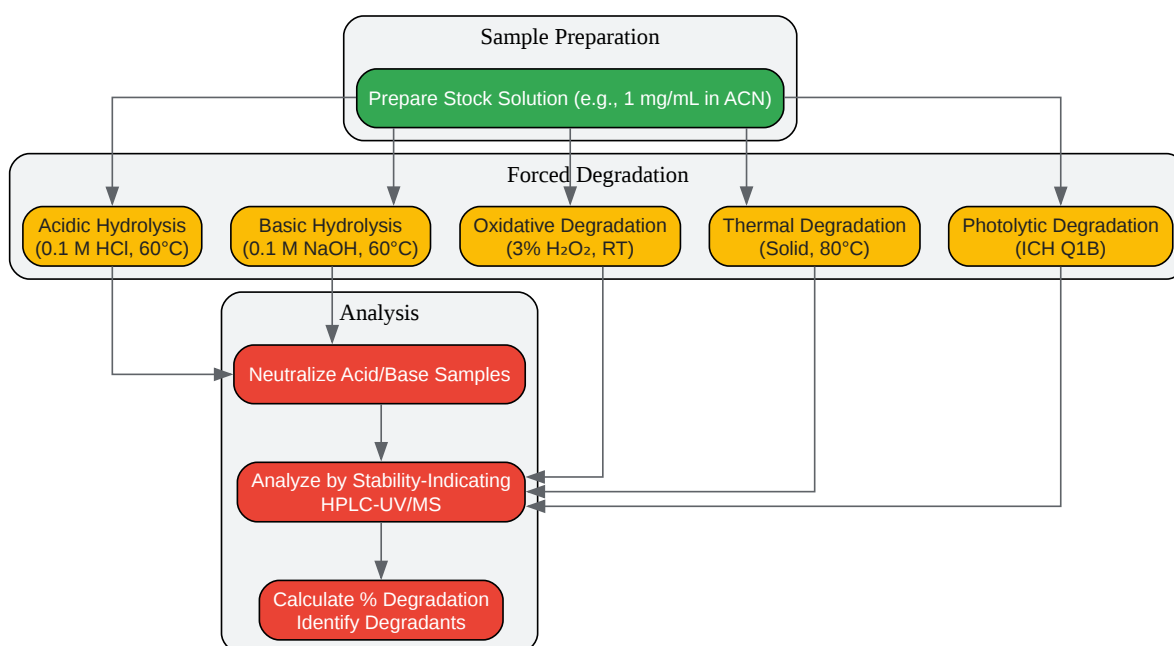 Sample Preparation
Prepare Stock Solution (e.g., 1 mg/mL in ACN)
Forced Degradation
Acidic Hydrolysis
(0.1 M HCl, 60°C)
Basic Hydrolysis
(0.1 M NaOH, 60°C)
Oxidative Degradation
(3% H₂O₂, RT)
Thermal Degradation
(Solid, 80°C)
Photolytic Degradation
(ICH Q1B)
Analysis
Neutralize Acid/Base Samples
Analyze by Stability-Indicating
HPLC-UV/MS
Calculate % Degradation
Identify Degradants